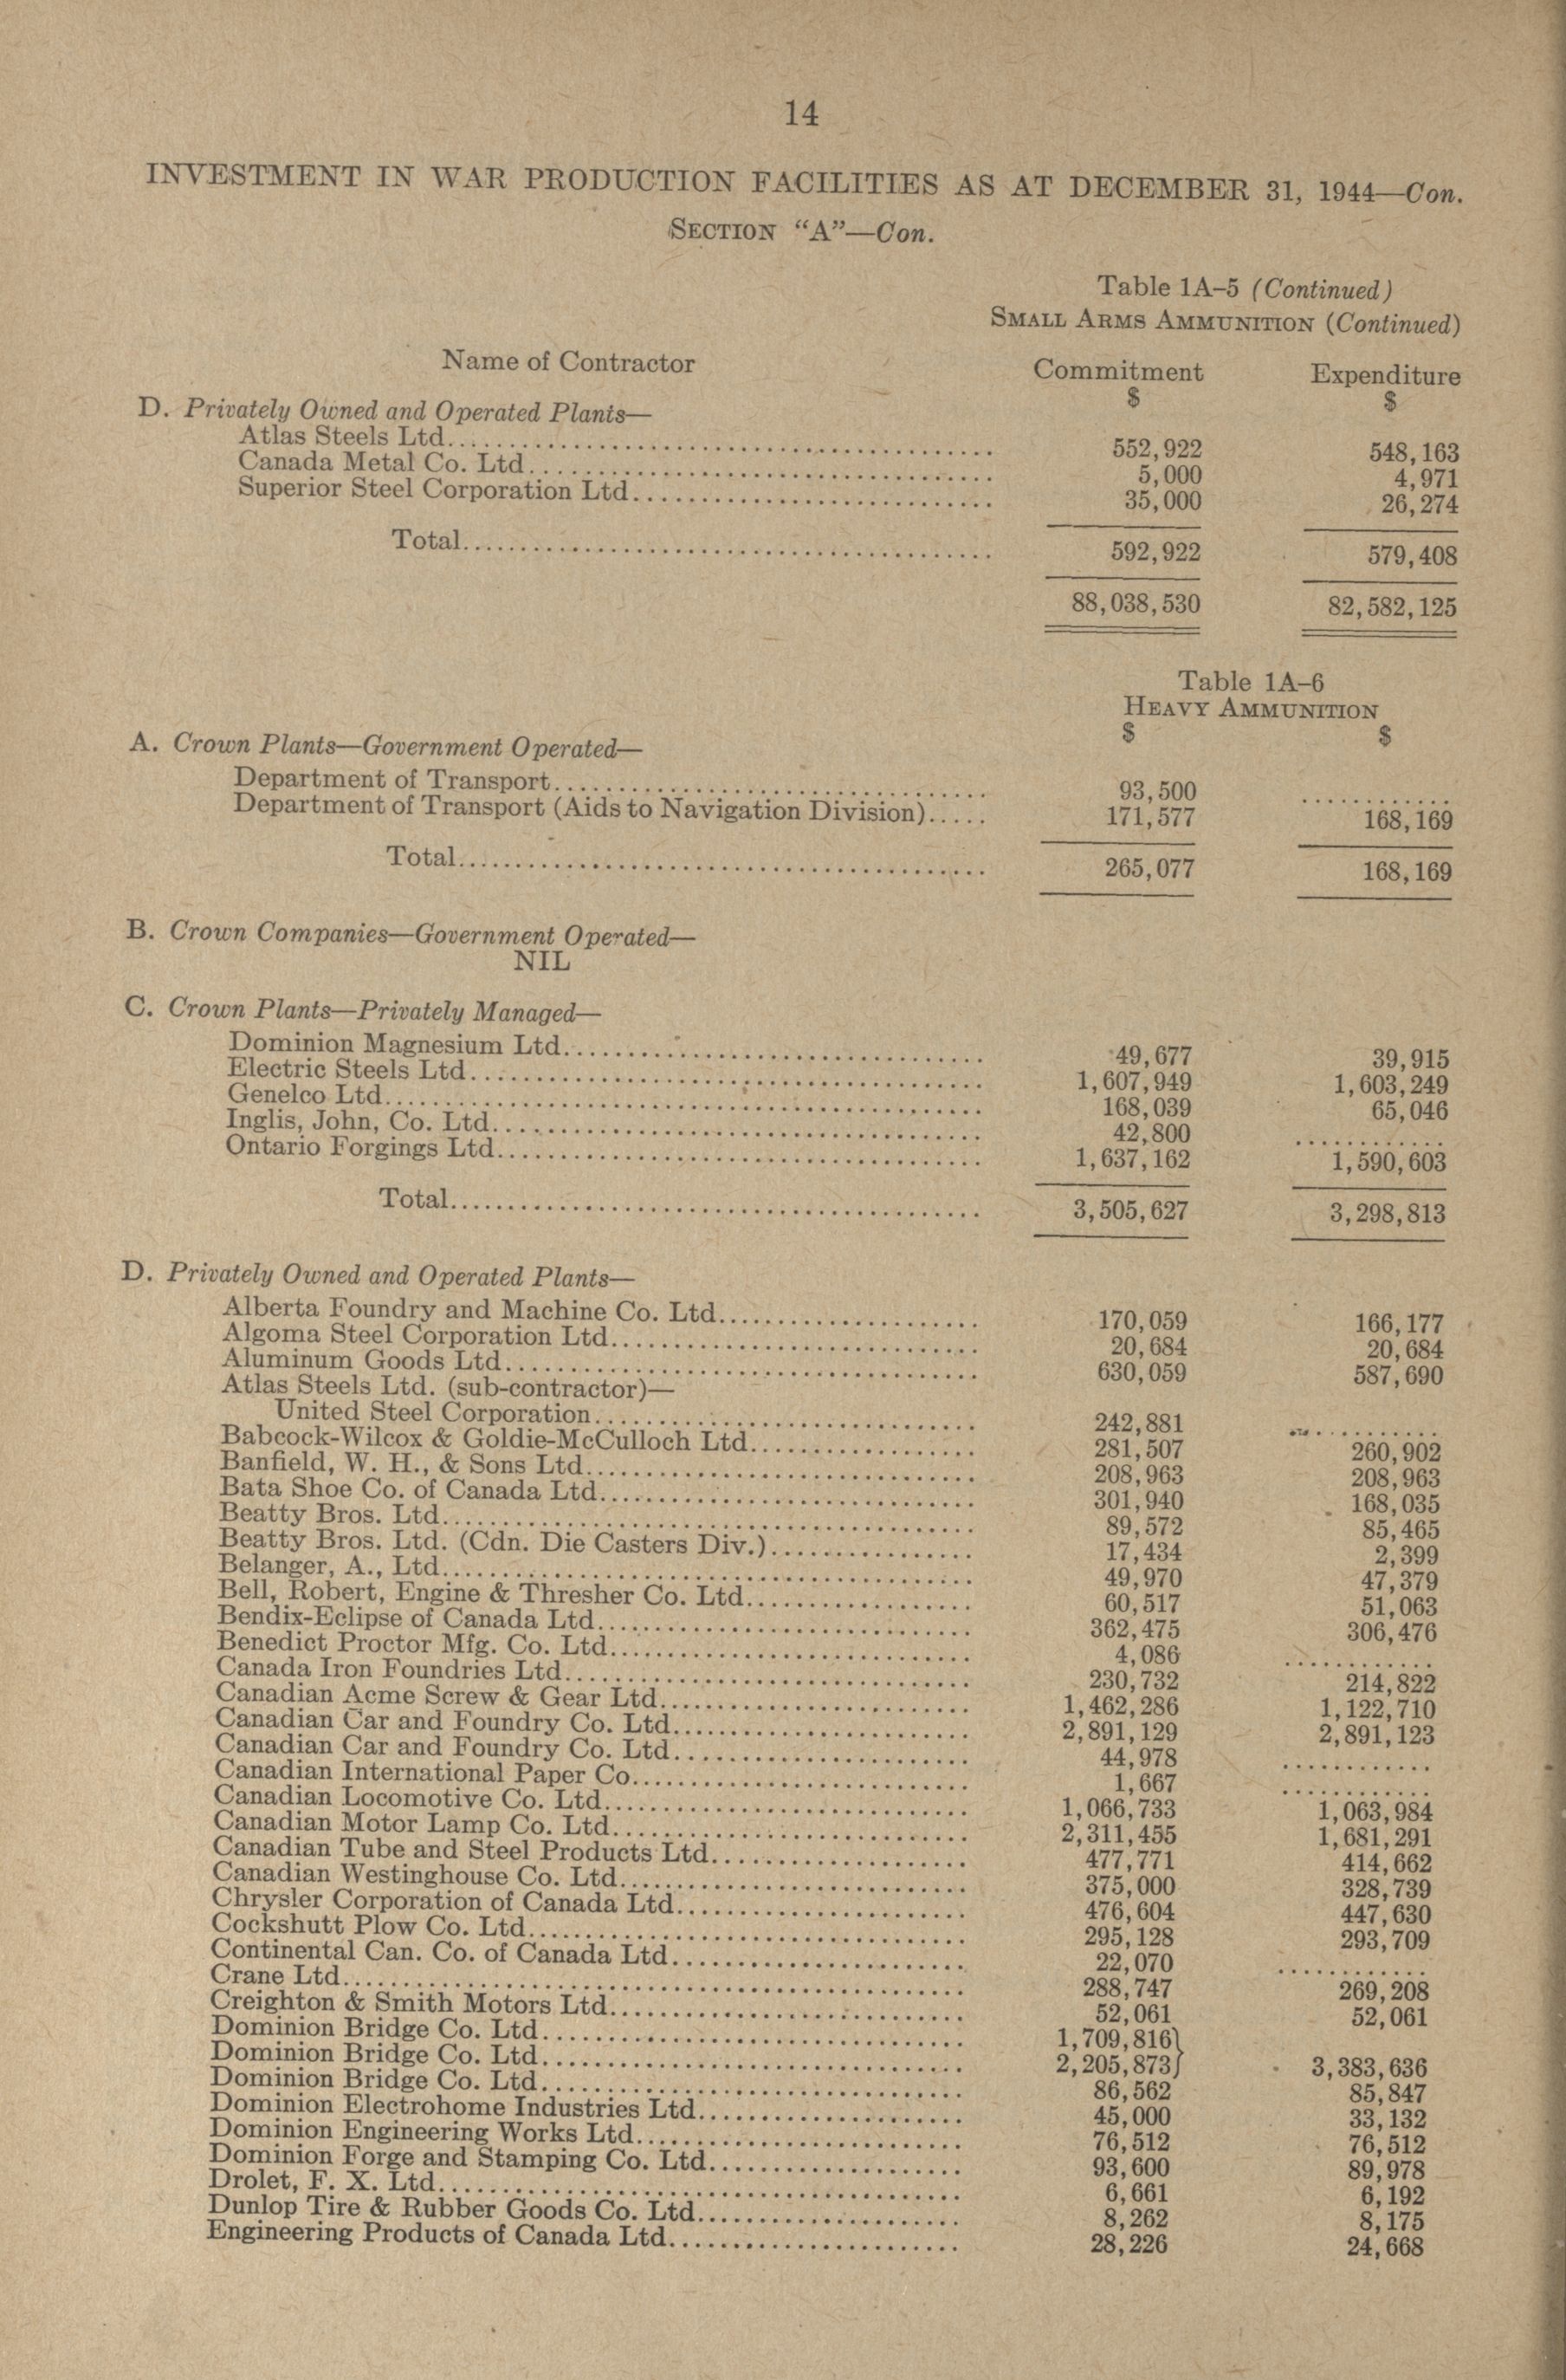 14
INVESTMENT IN WAR PRODUCTION FACILITIES AS AT DECEMBER 31, 1944—Con.
SECTION "A"—Con.
Table 1A-5 (Continued)
SMALL ARMS AMMUNITION (Continued)
Name of Contractor Commitment Expenditure
$ $
D. Privately Owned and Operated Plants—
Atlas Steels Ltd. 552,922 548,163
Canada Metal Co. Ltd. 5,000 4,971
Superior Steel Corporation Ltd. 35,000 26,274
Total 592,922 579,408
88,038,530 82,582,125
Table 1A-6
HEAVY AMMUNITION
$ $
A. Crown Plants—Government Operated—
Department of Transport 93,500 ............
Department of Transport (Aids to Navigation Division) 171,577 168,169
Total 265,077 168,169
B. Crown Companies—Government Operated—
NIL
C. Crown Plants—Privately Managed—
Dominion Magnesium Ltd. 49,677 39,915
Electric Steels Ltd. 1,607,949 1,603,249
Genelco Ltd. 168,039 65,046
Inglis, John, Co. Ltd. 42,800 ............
Ontario Forgings Ltd. 1,637,162 1,590,603
Total 3,505,627 3,298,813
D. Privately Owned and Operated Plants—
Alberta Foundry and Machine Co. Ltd. 170,059 166,177
Algoma Steel Corporation Ltd. 20,684 20,684
Aluminum Goods Ltd. 630,059 587,690
Atlas Steels Ltd. (sub-contractor)—
United Steel Corporation 242,881 ............
Babcock-Wilcox & Goldie-McCulloch Ltd. 281,507 260,902
Banfield, W. H., & Sons Ltd. 208,963 208,963
Bata Shoe Co. of Canada Ltd. 301,940 168,035
Beatty Bros. Ltd. 89,572 85,465
Beatty Bros. Ltd. (Cdn. Die Casters Div.) 17,434 2,399
Belanger, A., Ltd. 49,970 47,379
Bell, Robert, Engine & Thresher Co. Ltd. 60,517 51,063
Bendix-Eclipse of Canada Ltd. 362,475 306,476
Benedict Proctor Mfg. Co. Ltd. 4,086 ............
Canada Iron Foundries Ltd. 230,732 214,822
Canadian Acme Screw & Gear Ltd. 1,462,286 1,122,710
Canadian Car and Foundry Co. Ltd. 2,891,129 2,891,123
Canadian Car and Foundry Co. Ltd. 44,978 ............
Canadian International Paper Co. 1,667 ............
Canadian Locomotive Co. Ltd. 1,066,733 1,063,984
Canadian Motor Lamp Co. Ltd. 2,311,455 1,681,291
Canadian Tube and Steel Products Ltd. 477,771 414,662
Canadian Westinghouse Co. Ltd. 375,000 328,739
Chrysler Corporation of Canada Ltd. 476,604 447,630
Cockshutt Plow Co. Ltd. 295,128 293,709
Continental Can. Co. of Canada Ltd. 22,070 ............
Crane Ltd. 288,747 269,208
Creighton & Smith Motors Ltd. 52,061 52,061
Dominion Bridge Co. Ltd. 1,709,816}
Dominion Bridge Co. Ltd. 2,205,873} 3,383,636
Dominion Bridge Co. Ltd. 86,562 85,847
Dominion Electrohome Industries Ltd. 45,000 33,132
Dominion Engineering Works Ltd. 76,512 76,512
Dominion Forge and Stamping Co. Ltd. 93,600 89,978
Drolet, F. X. Ltd. 6,661 6,192
Dunlop Tire & Rubber Goods Co. Ltd. 8,262 8,175
Engineering Products of Canada Ltd. 28,226 24,668